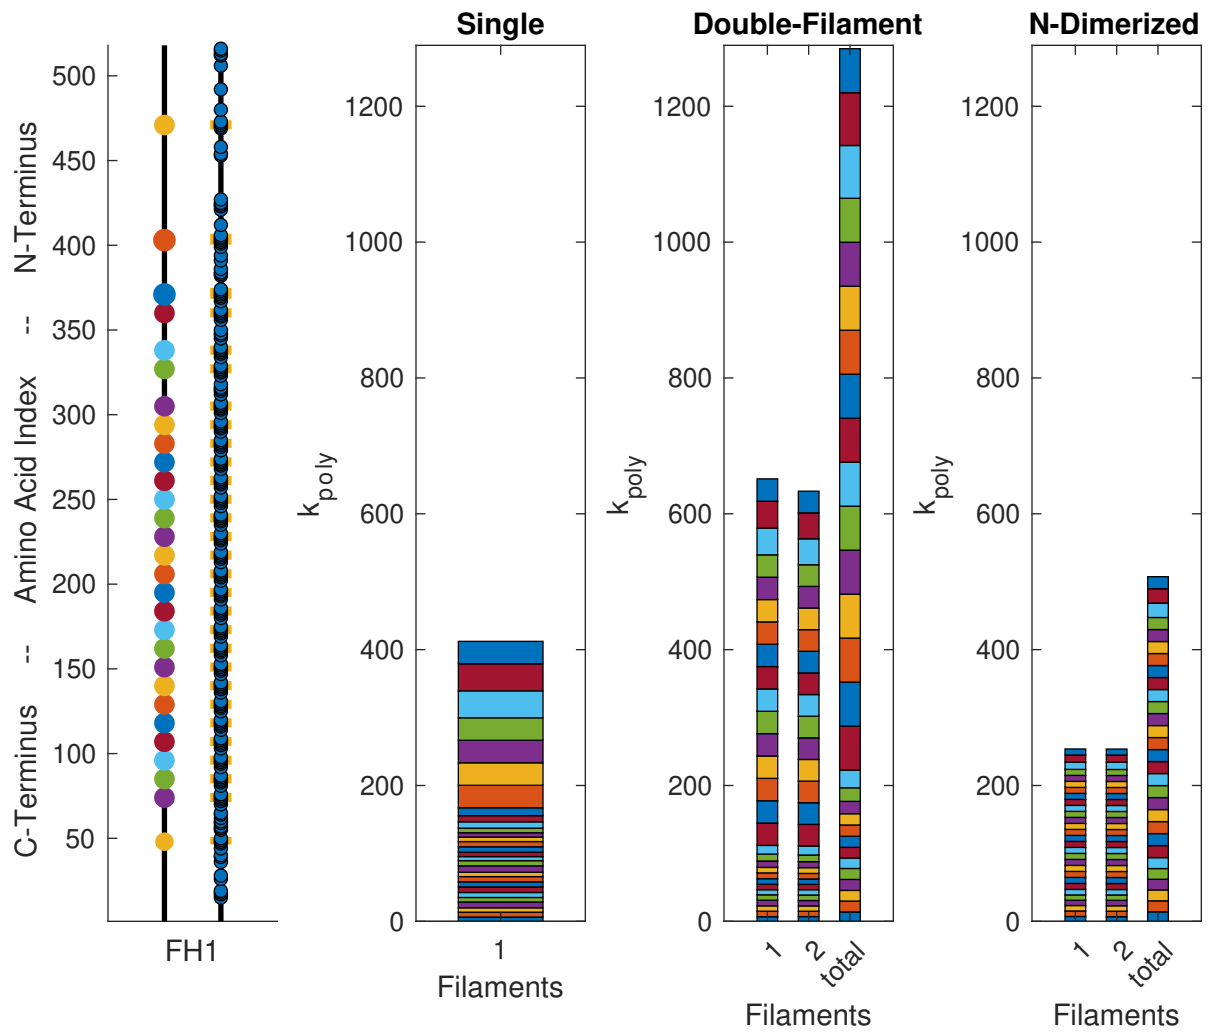 Single
Double-Filament
N-Dimerized
C-Terminus -- Amino Acid Index -- N-Terminus
500
450
400
350
300
250
200
150
100
50
FH1
k_poly
1200
1000
800
600
400
200
0
1
Filaments
k_poly
1200
1000
800
600
400
200
0
1
2
total
Filaments
k_poly
1200
1000
800
600
400
200
0
1
2
total
Filaments